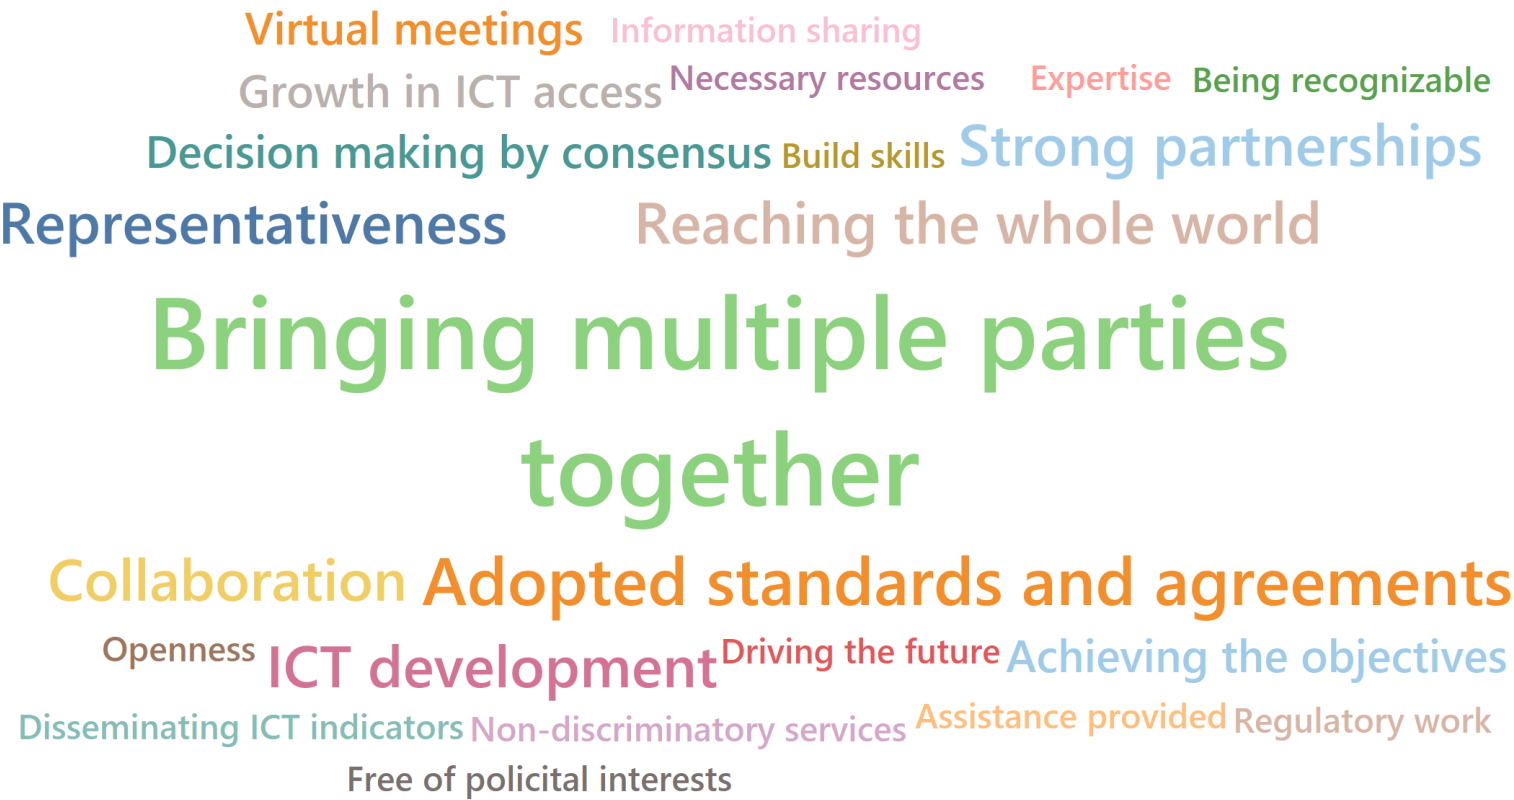 Virtual meetings Information sharing
Growth in ICT access Necessary resources Expertise Being recognizable
Decision making by consensus Build skills Strong partnerships
Representativeness Reaching the whole world
Bringing multiple parties
together
Collaboration Adopted standards and agreements
Openness ICT development Driving the future Achieving the objectives
Disseminating ICT indicators Non-discriminatory services Assistance provided Regulatory work
Free of policital interests